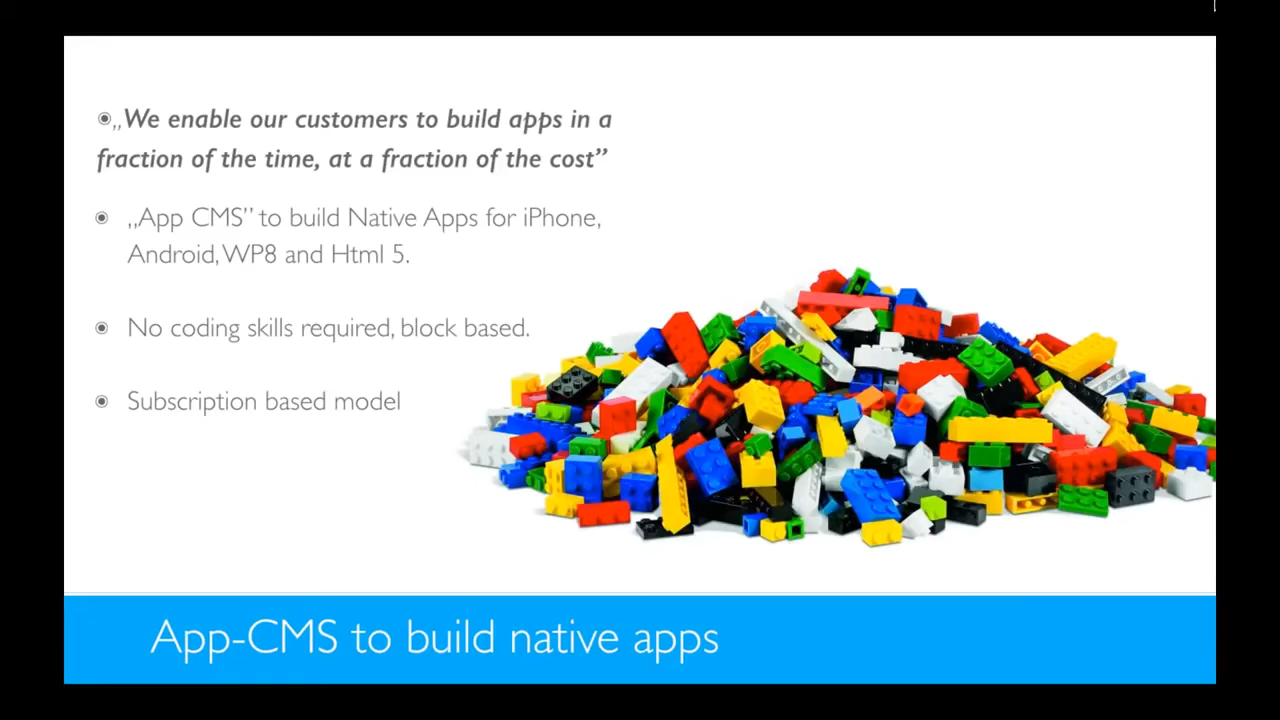 „We enable our customers to build apps in a
fraction of the time, at a fraction of the cost”
„App CMS” to build Native Apps for iPhone,
Android, WP8 and Html 5.
No coding skills required, block based.
Subscription based model
App-CMS to build native apps